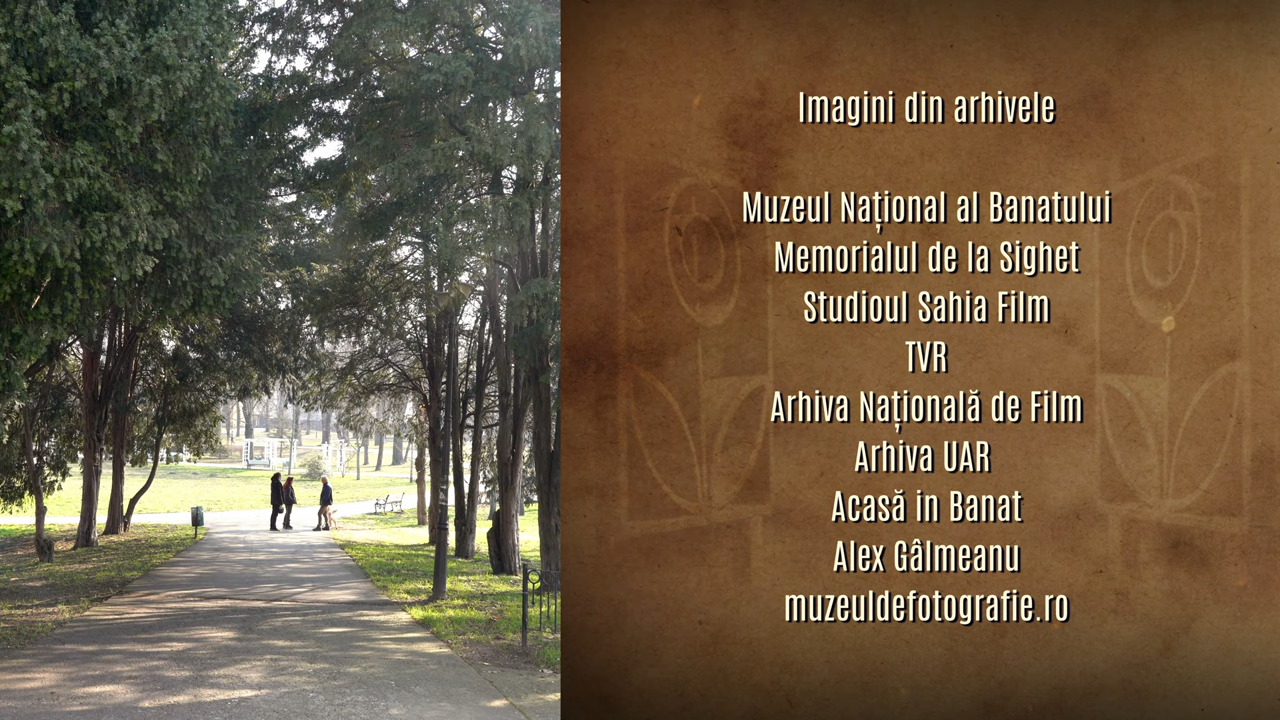 Imagini din arhivele
Muzeul Național al Banatului
Memorialul de la Sighet
Studioul Sahia Film
TVR
Arhiva Națională de Film
Arhiva UAR
Acasă in Banat
Alex Gâlmeanu
muzeuldefotografie.ro